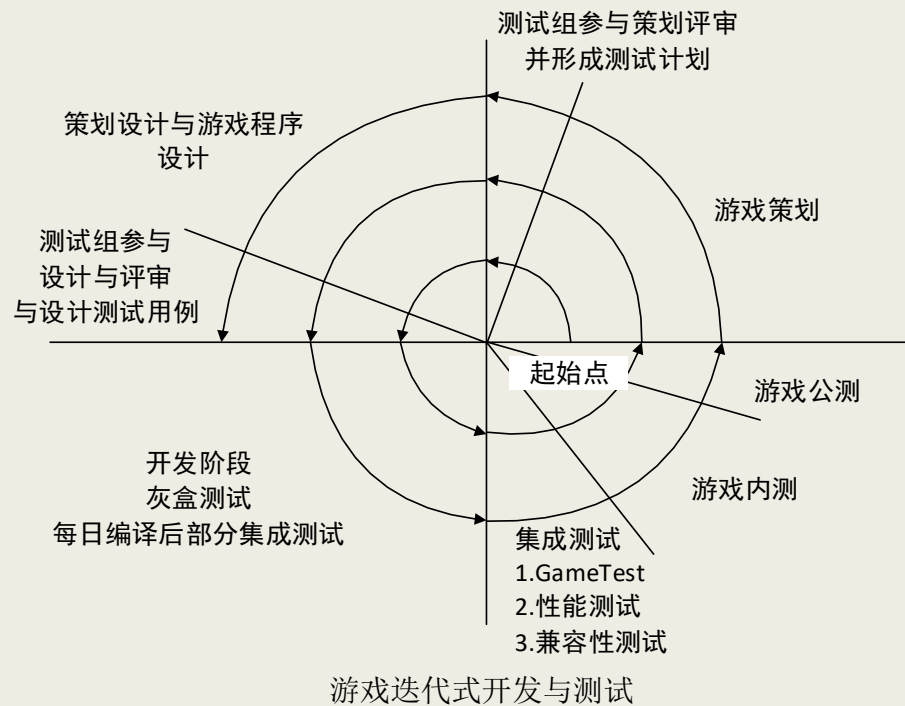 测试组参与策划评审
并形成测试计划
策划设计与游戏程序
设计
游戏策划
测试组参与
设计与评审
与设计测试用例
起始点
游戏公测
开发阶段
灰盒测试
每日编译后部分集成测试
游戏内测
集成测试
1.GameTest
2.性能测试
3.兼容性测试
游戏迭代式开发与测试